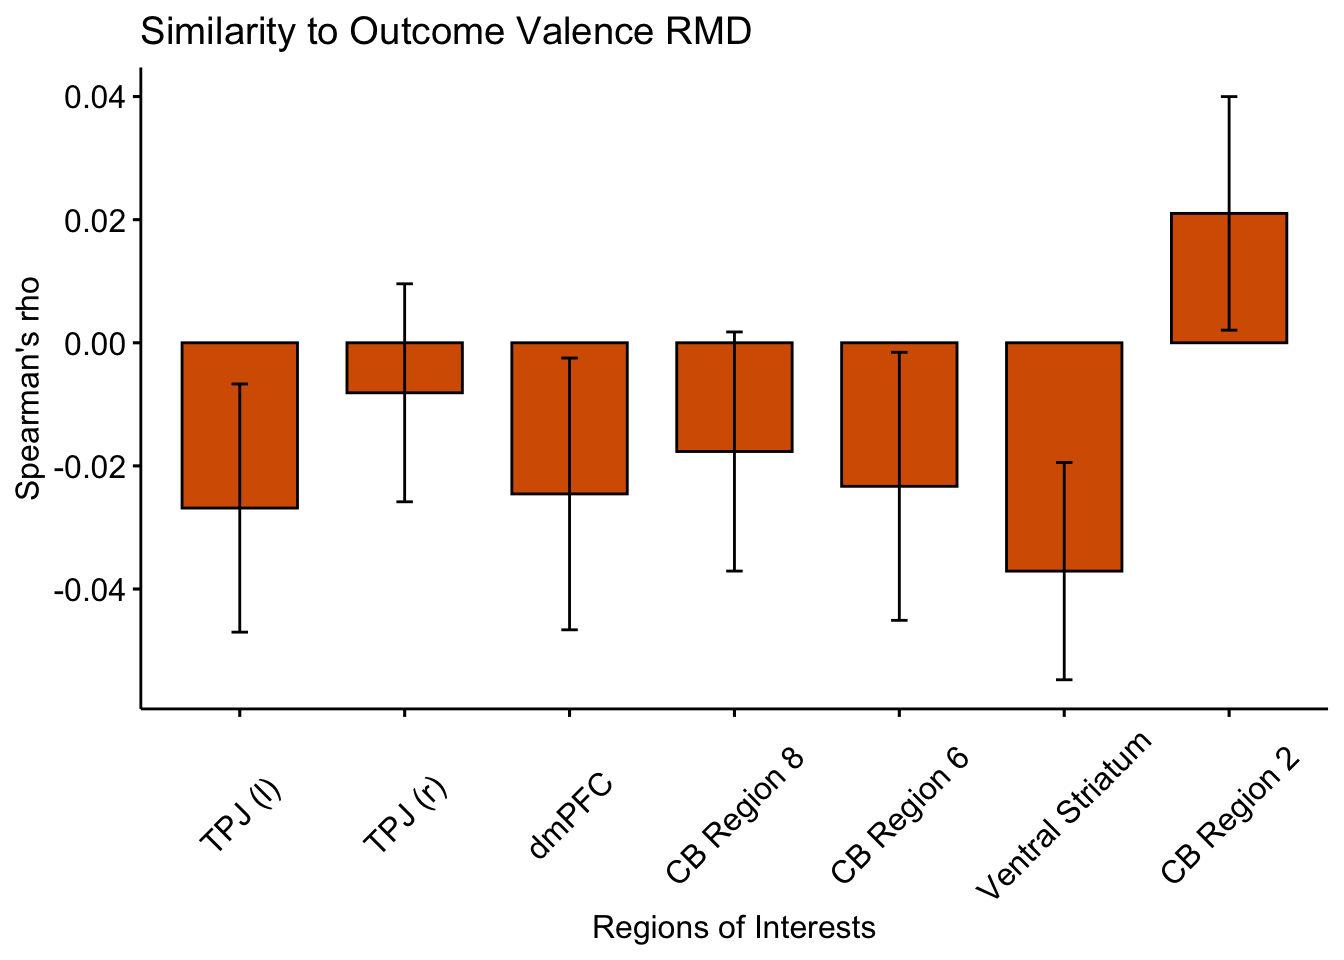 Similarity to Outcome Valence RMD
Spearman's rho
0.04
0.02
0.00
-0.02
-0.04
TPJ (l)
TPJ (r)
dmPFC
CB Region 8
CB Region 6
Ventral Striatum
CB Region 2
Regions of Interests